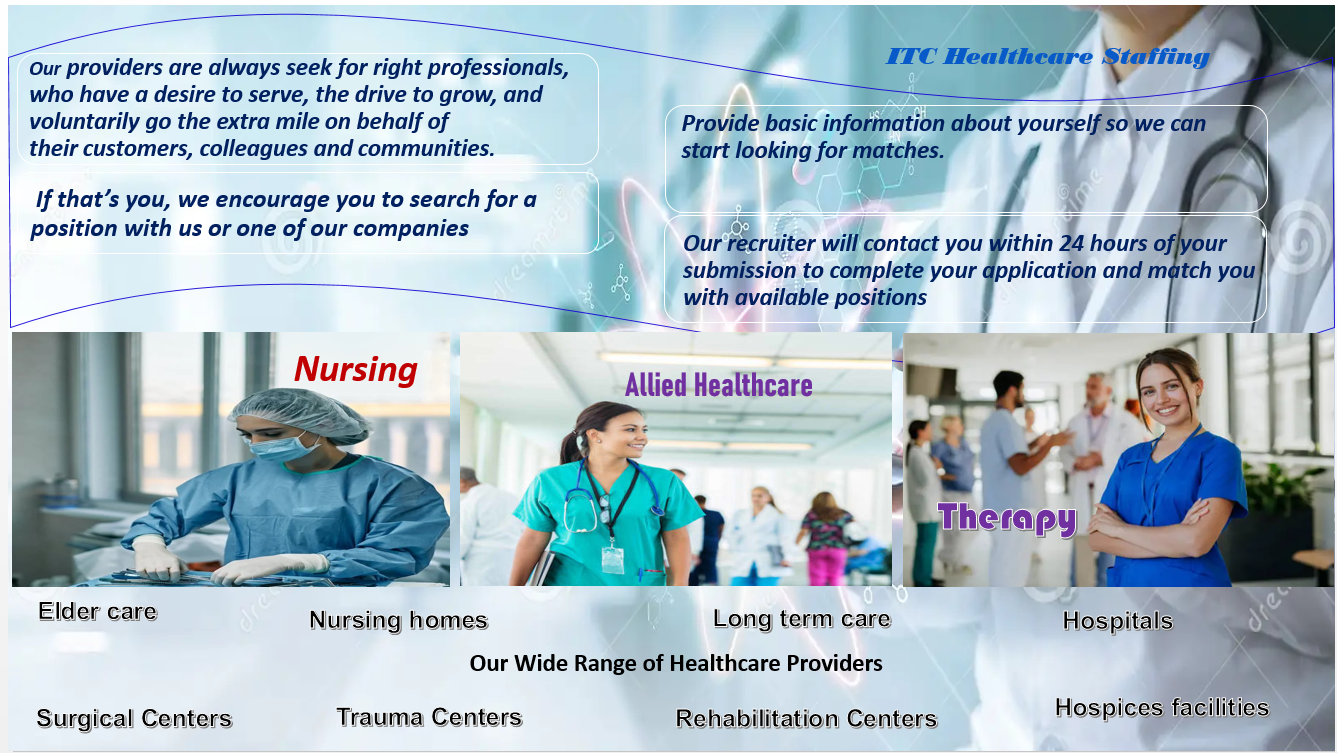 ITC Healthcare Staffing
Our providers are always seek for right professionals,
who have a desire to serve, the drive to grow, and
voluntarily go the extra mile on behalf of
their customers, colleagues and communities.
If that’s you, we encourage you to search for a
position with us or one of our companies
Provide basic information about yourself so we can
start looking for matches.
Our recruiter will contact you within 24 hours of your
submission to complete your application and match you
with available positions
Nursing
Allied Healthcare
Therapy
Elder care
Nursing homes
Long term care
Hospitals
Our Wide Range of Healthcare Providers
Surgical Centers
Trauma Centers
Rehabilitation Centers
Hospices facilities